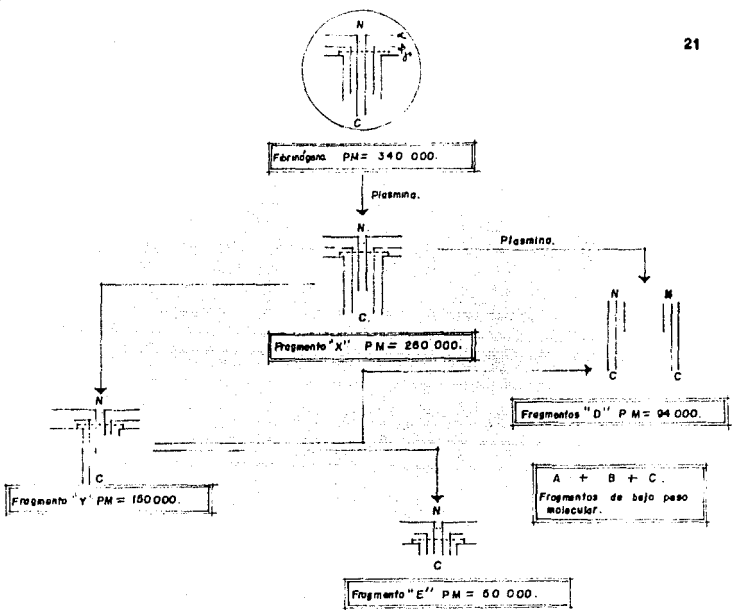 21
N
α
β
γ
C
Fibrinógeno PM= 340 000.
Plasmina.
N.
Plasmina.
C.
Fragmento "X". PM= 260 000.
N
N
C
C
Fragmentos "D" PM= 94 000.
N
C
Fragmento "Y" PM= 150 000.
A + B + C.
Fragmentos de bajo peso
molecular.
N
C
Fragmento "E" PM = 50 000.